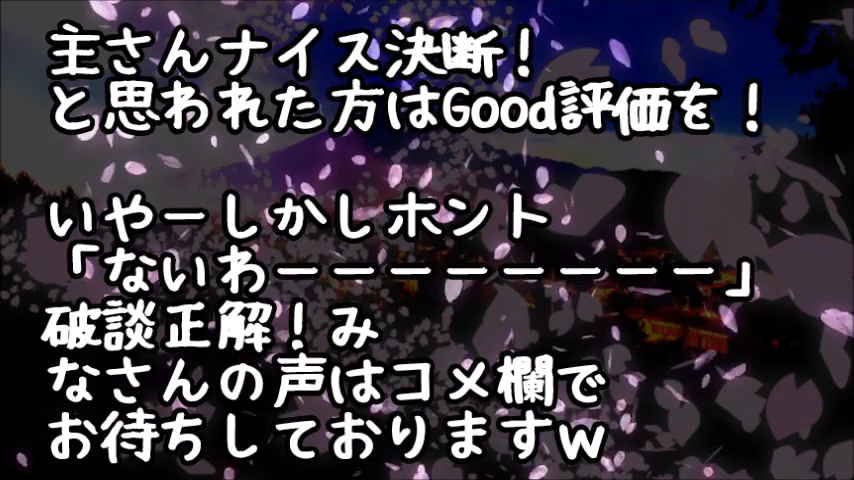 主さんナイス決断！
と思われた方はGood評価を！
いやーしかしホント
「ないわーーーーーーーー」
破談正解！み
なさんの声はコメ欄で
お待ちしておりますｗ